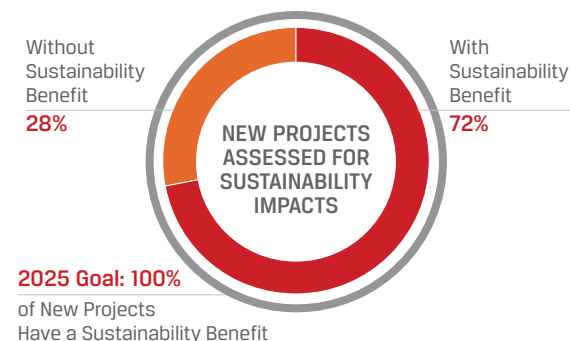 Without
Sustainability
Benefit
28%
With
Sustainability
Benefit
72%
NEW PROJECTS
ASSESSED FOR
SUSTAINABILITY
IMPACTS
2025 Goal: 100%
of New Projects
Have a Sustainability Benefit